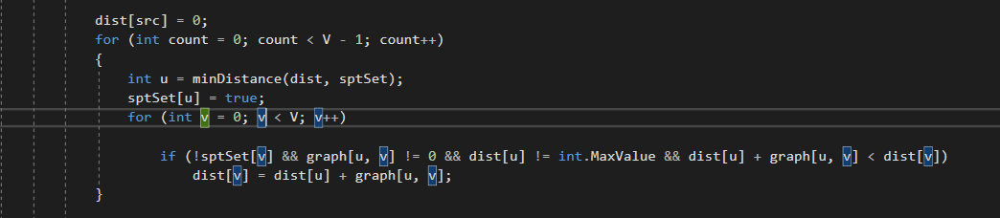 dist[src] = 0;
for (int count = 0; count < V - 1; count++)
{
int u = minDistance(dist, sptSet);
sptSet[u] = true;
for (int v = 0; v < V; v++)
if (!sptSet[v] && graph[u, v] != 0 && dist[u] != int.MaxValue && dist[u] + graph[u, v] < dist[v])
dist[v] = dist[u] + graph[u, v];
}